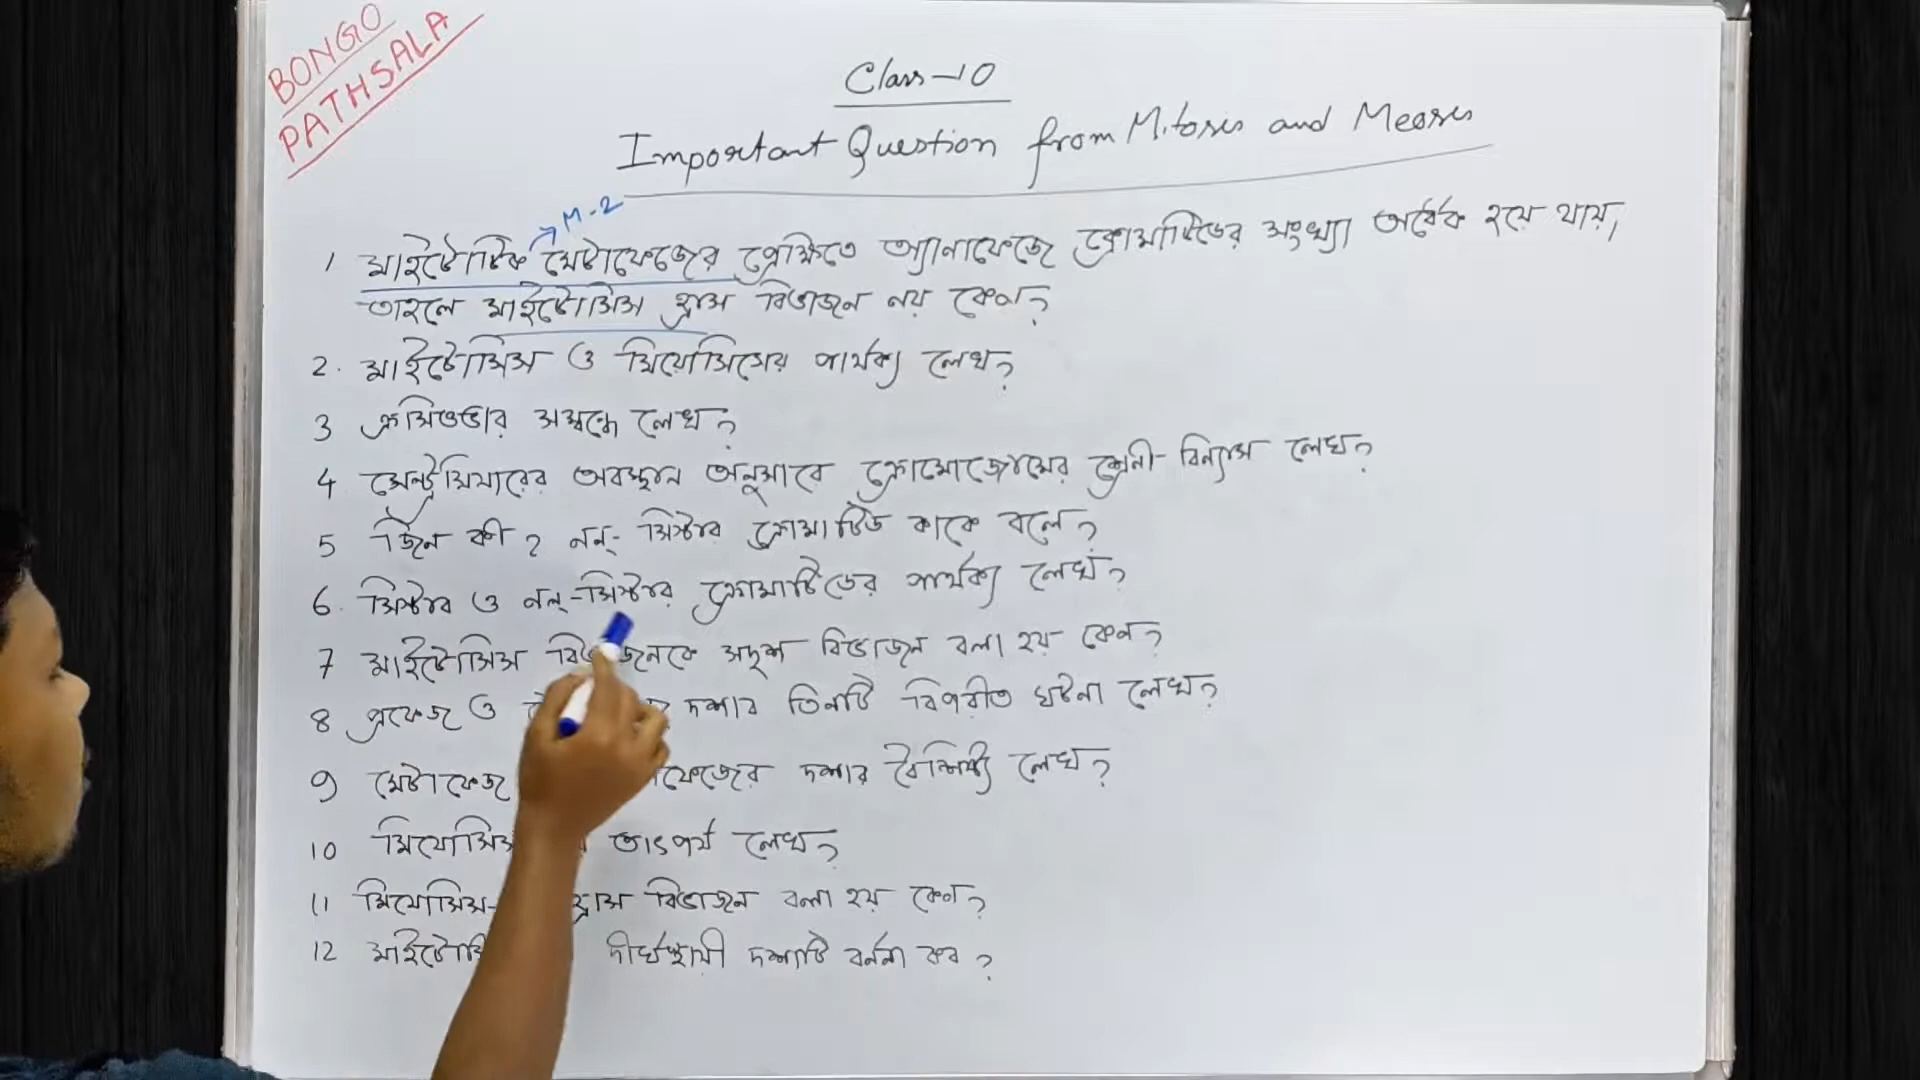 BONGO
PATHSALA
Class-10
Important Question from Mitosis and Meosis
M-2
1 মাইটোটিক মেটাফেজের প্রেক্ষিতে অ্যানাফেজে ক্রোমাটিডের সংখ্যা অর্ধেক হয়ে যায়,
তাহলে মাইটোসিস হ্রাস বিভাজন নয় কেন?
2. মাইটোসিস ও মিয়োসিসের পার্থক্য লেখ?
3 ক্রসিংওভার সম্বন্ধে লেখ?
4 সেন্ট্রোমিয়ারের অবস্থান অনুসারে ক্রোমোজোমের শ্রেনী-বিন্যাস লেখ?
5 জিন কী? নন্-সিস্টার ক্রোমাটিড কাকে বলে?
6. সিস্টার ও নন্-সিস্টার ক্রোমাটিডের পার্থক্য লেখ?
7 মাইটোসিস বিভাজনকে সদৃশ বিভাজন বলা হয় কেন?
8 প্রফেজ ও দশার তিনটি বিপরীত ঘটনা লেখ?
9 মেটাফেজ দশার বৈশিষ্ট্য লেখ?
10 তাৎপর্য লেখ?
11 মিয়োসিস- হ্রাস বিভাজন বলা হয় কেন?
12 দীর্ঘস্থায়ী দশাটি বর্ননা কর?